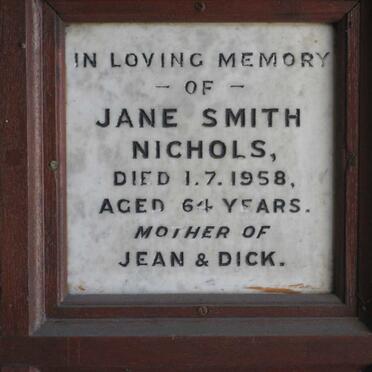 IN LOVING MEMORY
– OF –
JANE SMITH
NICHOLS,
DIED 1.7.1958,
AGED 64 YEARS.
MOTHER OF
JEAN & DICK.